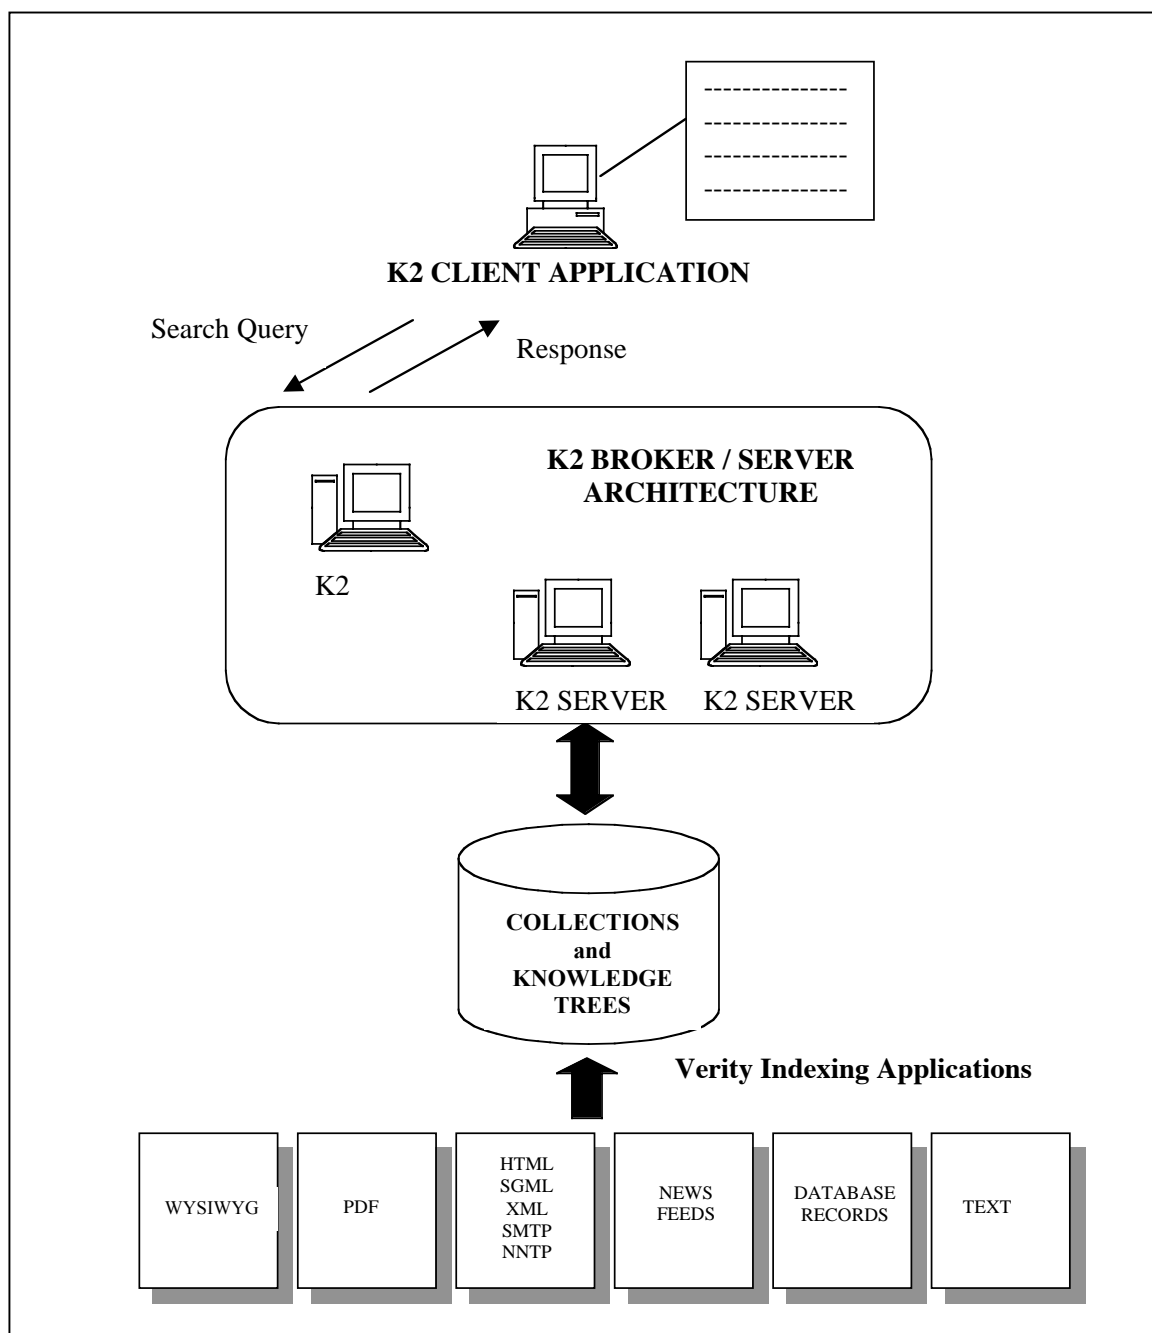 K2 CLIENT APPLICATION
Search Query
Response
K2 BROKER / SERVER
ARCHITECTURE
K2
K2 SERVER
K2 SERVER
COLLECTIONS
and
KNOWLEDGE
TREES
Verity Indexing Applications
WYSIWYG
PDF
HTML
SGML
XML
SMTP
NNTP
NEWS
FEEDS
DATABASE
RECORDS
TEXT